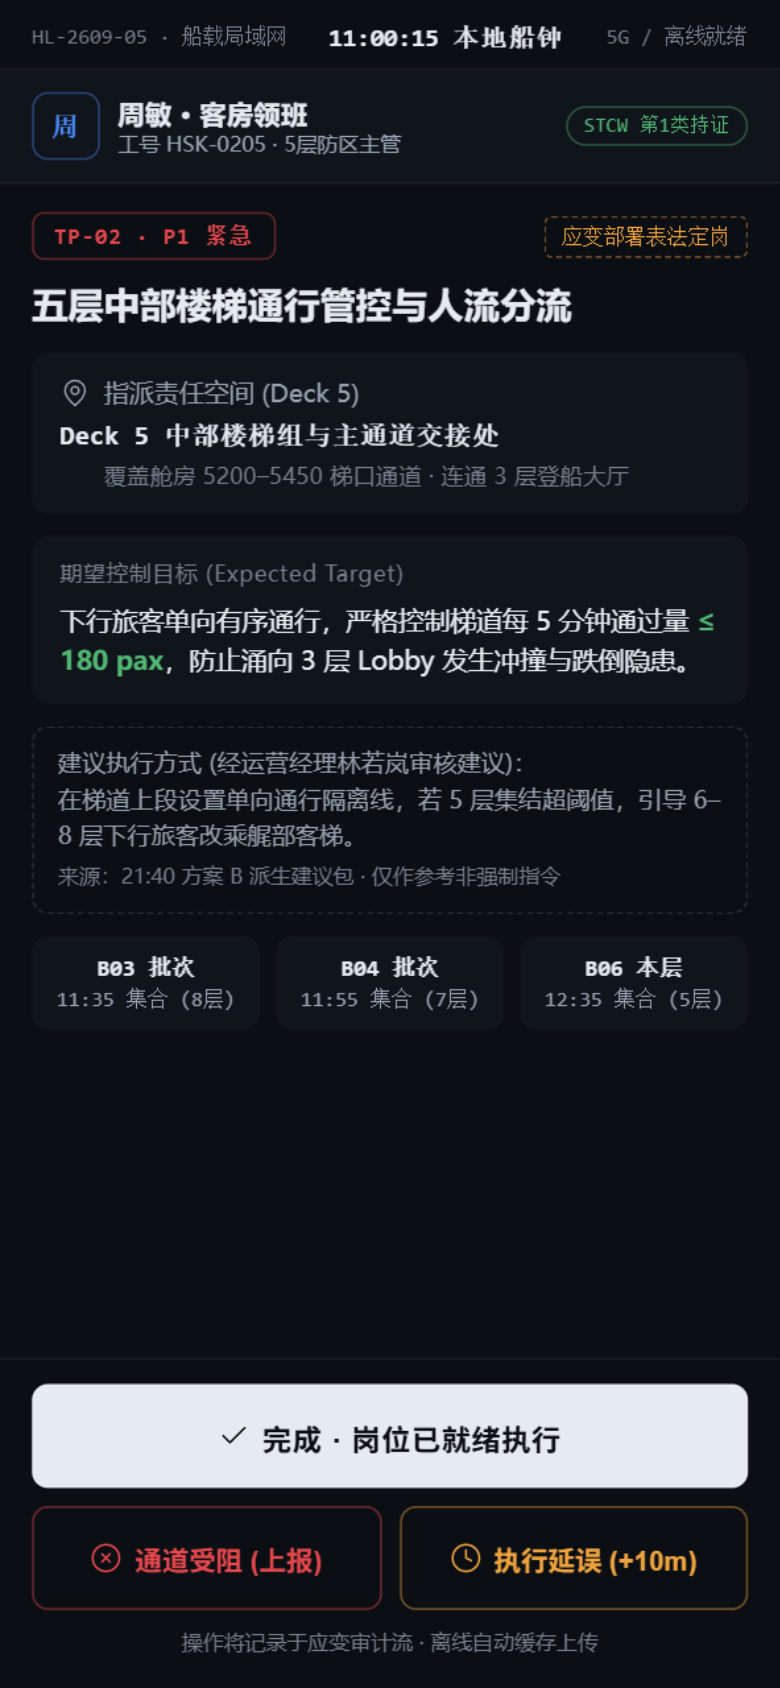 HL-2609-05 · 船载局域网 11:00:15 本地船钟 5G / 离线就绪
周 周敏 • 客房领班 STCW 第1类持证
工号 HSK-0205 · 5层防区主管
TP-02 · P1 紧急 应变部署表法定岗
五层中部楼梯通行管控与人流分流
指派责任空间 (Deck 5)
Deck 5 中部楼梯组与主通道交接处
覆盖舱房 5200–5450 梯口通道 · 连通 3 层登船大厅
期望控制目标 (Expected Target)
下行旅客单向有序通行，严格控制梯道每 5 分钟通过量 ≤
180 pax，防止涌向 3 层 Lobby 发生冲撞与跌倒隐患。
建议执行方式 (经运营经理林若岚审核建议)：
在梯道上段设置单向通行隔离线，若 5 层集结超阈值，引导 6–
8 层下行旅客改乘艉部客梯。
来源：21:40 方案 B 派生建议包 · 仅作参考非强制指令
B03 批次 B04 批次 B06 本层
11:35 集合 (8层) 11:55 集合 (7层) 12:35 集合 (5层)
完成 · 岗位已就绪执行
通道受阻 (上报) 执行延误 (+10m)
操作将记录于应变审计流 · 离线自动缓存上传